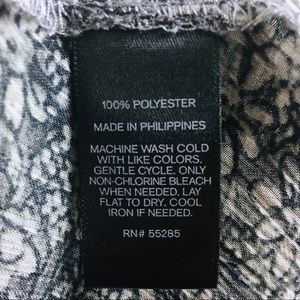 100% POLYESTER
MADE IN PHILIPPINES
MACHINE WASH COLD
WITH LIKE COLORS.
GENTLE CYCLE. ONLY
NON-CHLORINE BLEACH
WHEN NEEDED. LAY
FLAT TO DRY. COOL
IRON IF NEEDED.
RN# 55285